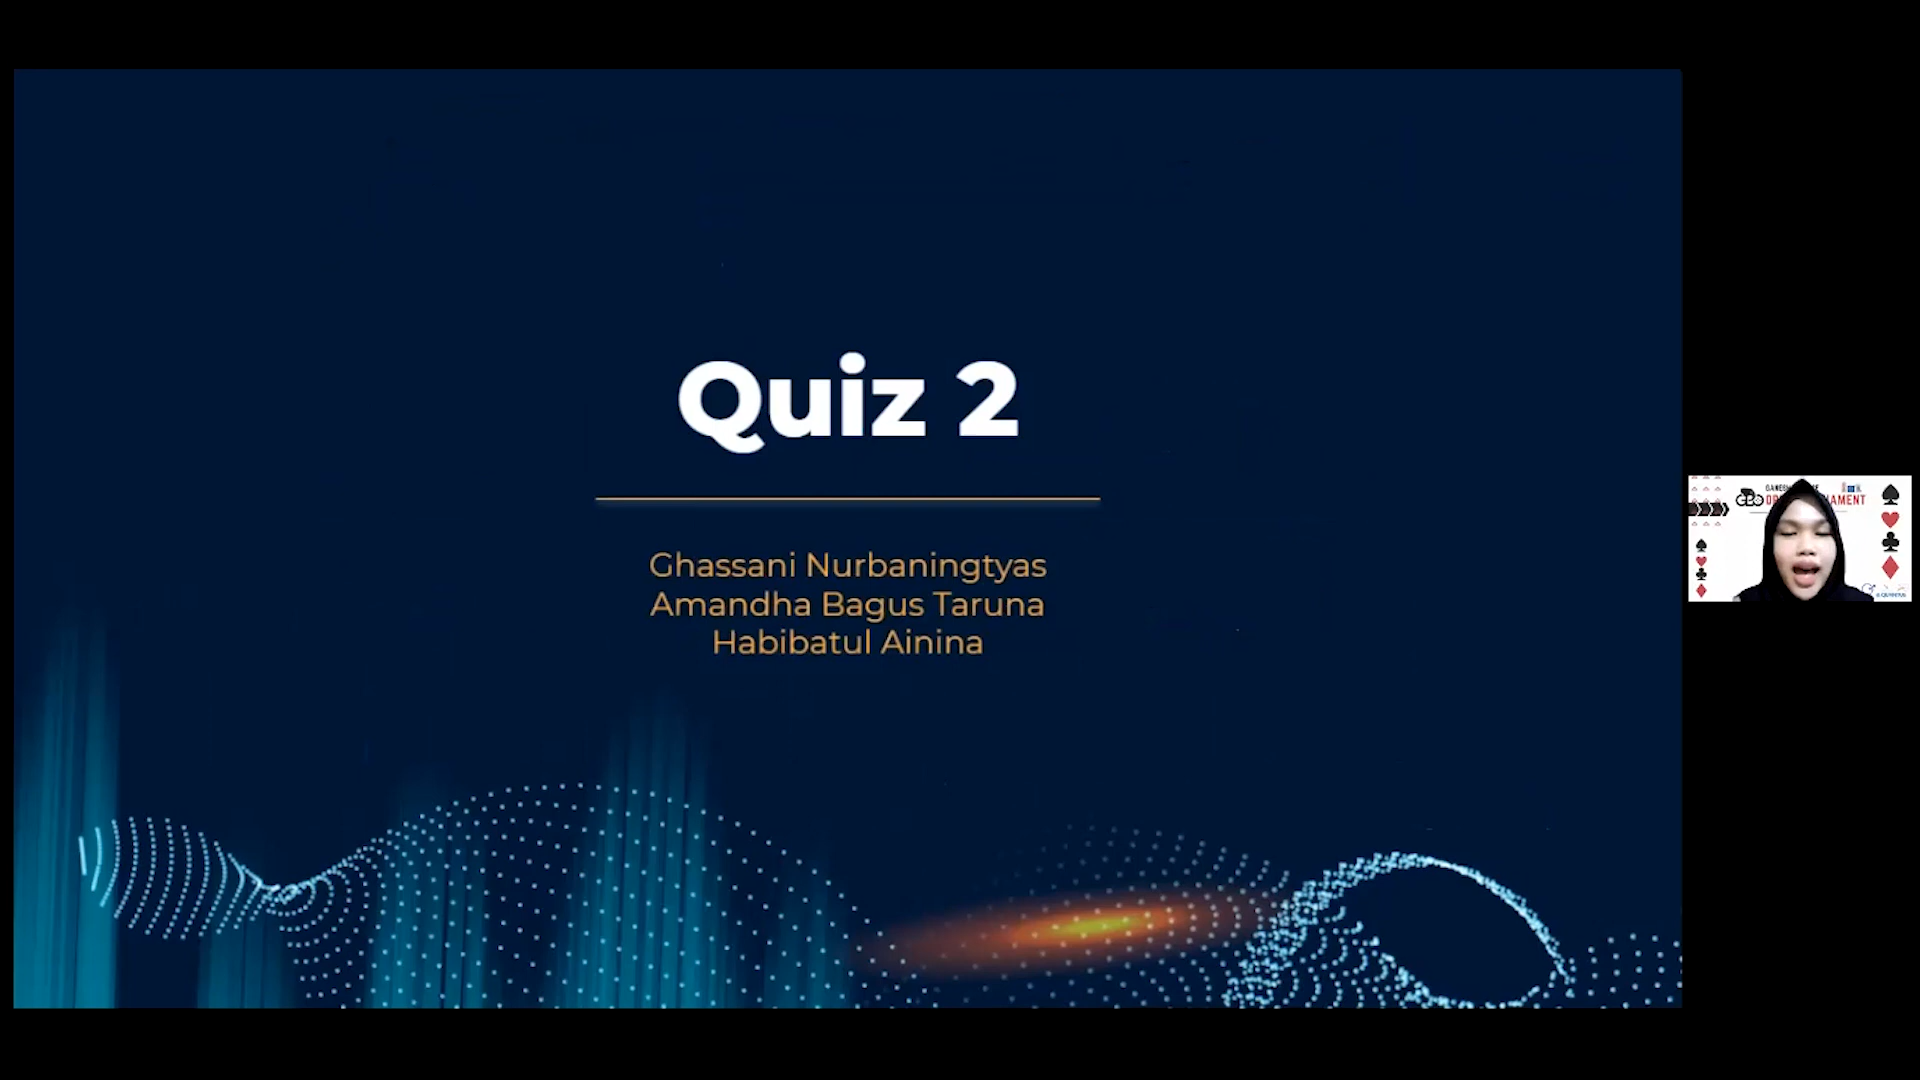 Quiz 2
Ghassani Nurbaningtyas
Amandha Bagus Taruna
Habibatul Ainina